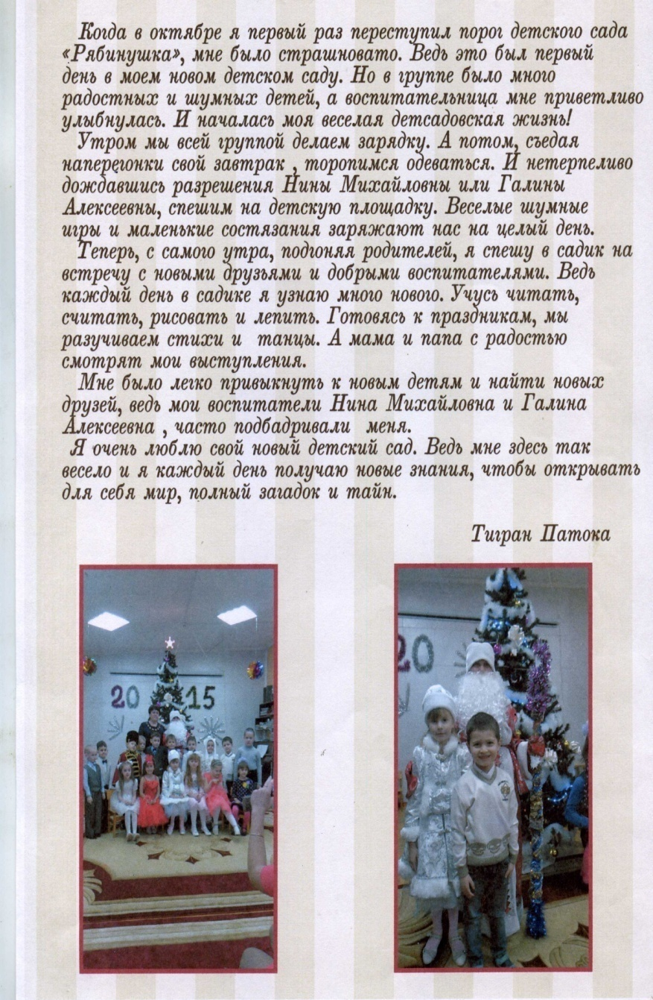 Когда в октябре я первый раз переступил порог детского сада
«Рябинушка», мне было страшновато. Ведь это был первый
день в моем новом детском саду. Но в группе было много
радостных и шумных детей, а воспитательница мне приветливо
улыбнулась. И началась моя веселая детсадовская жизнь!
Утром мы всей группой делаем зарядку. А потом, съедая
наперегонки свой завтрак , торопимся одеваться. И нетерпеливо
дождавшись разрешения Нины Михайловны или Галины
Алексеевны, спешим на детскую площадку. Веселые шумные
игры и маленькие состязания заряжают нас на целый день.
Теперь, с самого утра, подгоняя родителей, я спешу в садик на
встречу с новыми друзьями и добрыми воспитателями. Ведь
каждый день в садике я узнаю много нового. Учусь читать,
считать, рисовать и лепить. Готовясь к праздникам, мы
разучиваем стихи и танцы. А мама и папа с радостью
смотрят мои выступления.
Мне было легко привыкнуть к новым детям и найти новых
друзей, ведь мои воспитатели Нина Михайловна и Галина
Алексеевна , часто подбадривали меня.
Я очень люблю свой новый детский сад. Ведь мне здесь так
весело и я каждый день получаю новые знания, чтобы открывать
для себя мир, полный загадок и тайн.
Тигран Патока
20 15
20